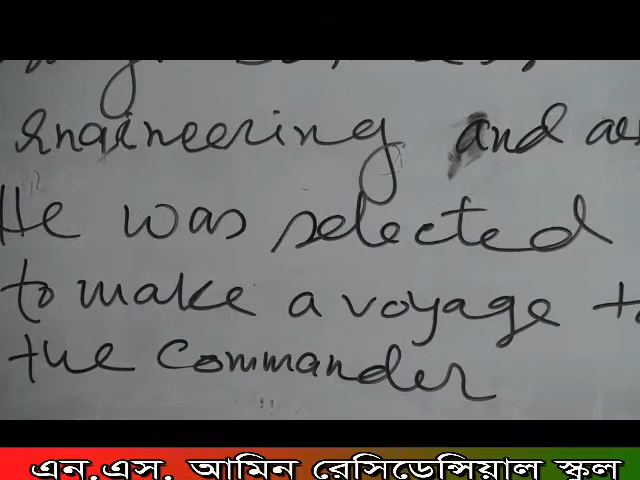 engineering and
He was selected
to make a voyage
the commander
এন.এস. আমিন রেসিডেন্সিয়াল স্কুল